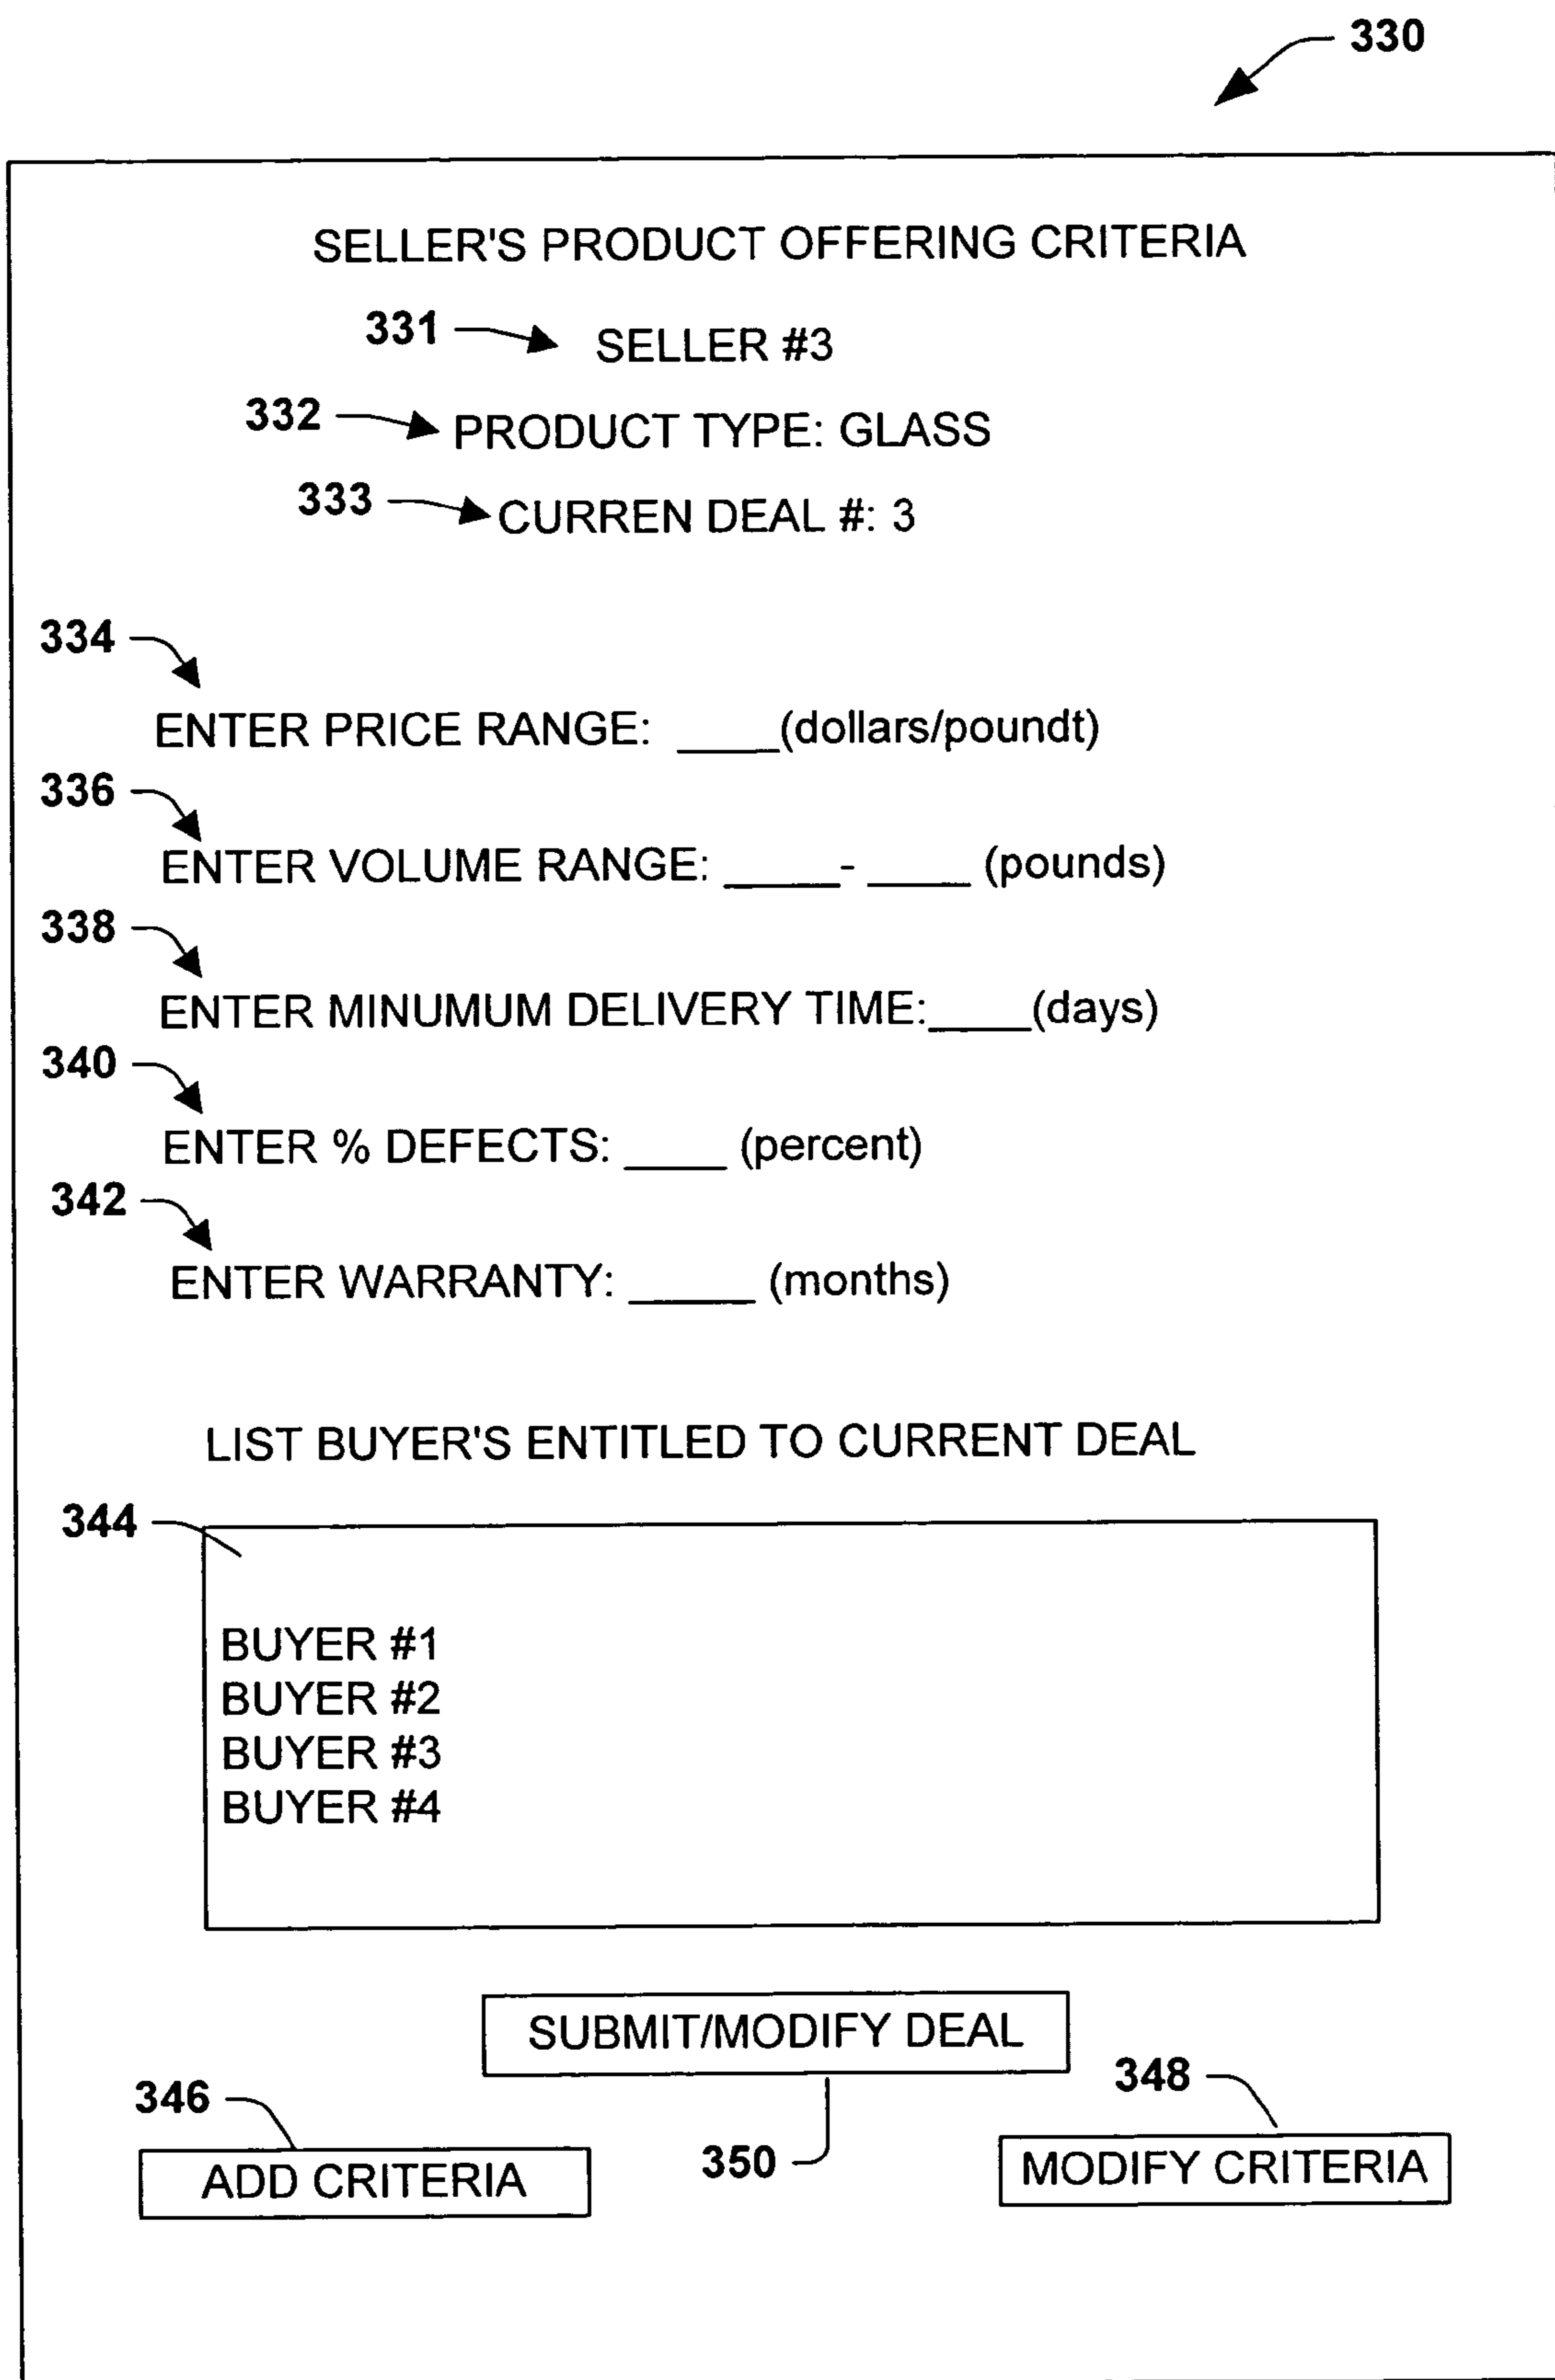 330
SELLER'S PRODUCT OFFERING CRITERIA
331 SELLER #3
332 PRODUCT TYPE: GLASS
333 CURREN DEAL #: 3
334
ENTER PRICE RANGE: ____(dollars/poundt)
336
ENTER VOLUME RANGE: _____- ____ (pounds)
338
ENTER MINUMUM DELIVERY TIME:____(days)
340
ENTER % DEFECTS: ____ (percent)
342
ENTER WARRANTY: _____ (months)
LIST BUYER'S ENTITLED TO CURRENT DEAL
344
BUYER #1
BUYER #2
BUYER #3
BUYER #4
SUBMIT/MODIFY DEAL
346
348
350
ADD CRITERIA
MODIFY CRITERIA